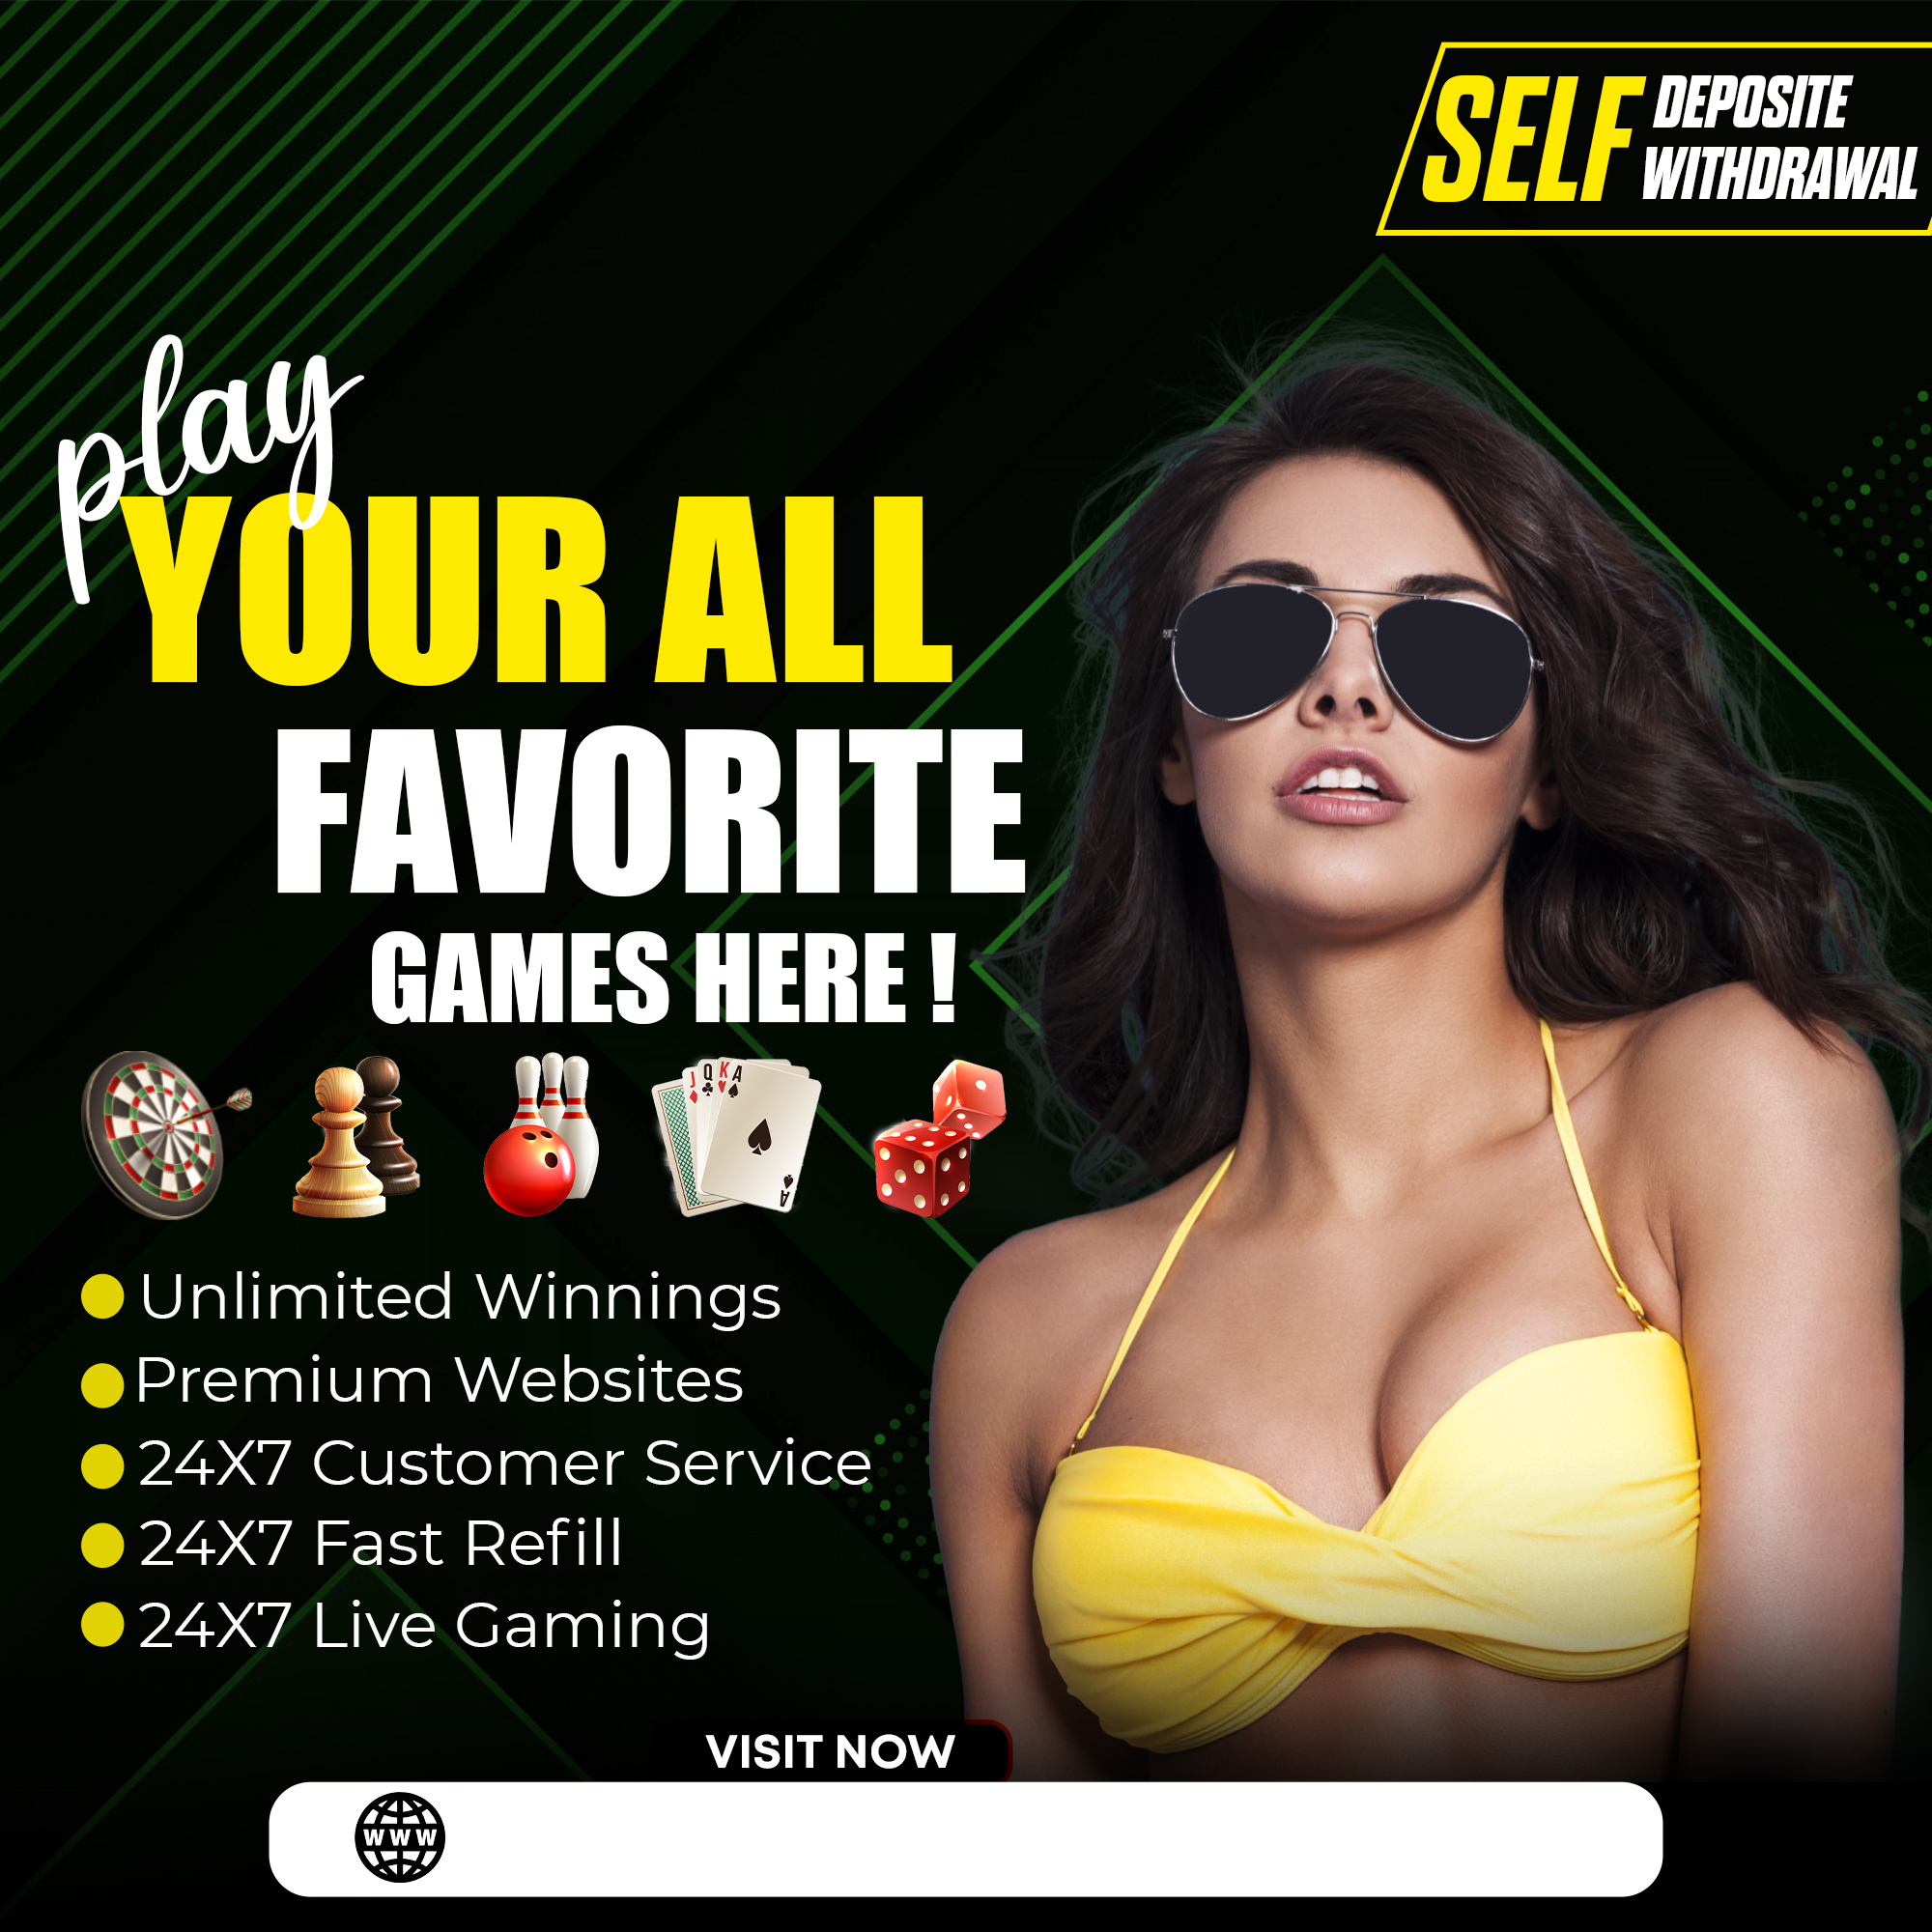 SELF DEPOSITE
WITHDRAWAL
play
YOUR ALL
FAVORITE
GAMES HERE !
J Q K A
A
Unlimited Winnings
Premium Websites
24X7 Customer Service
24X7 Fast Refill
24X7 Live Gaming
VISIT NOW
WWW